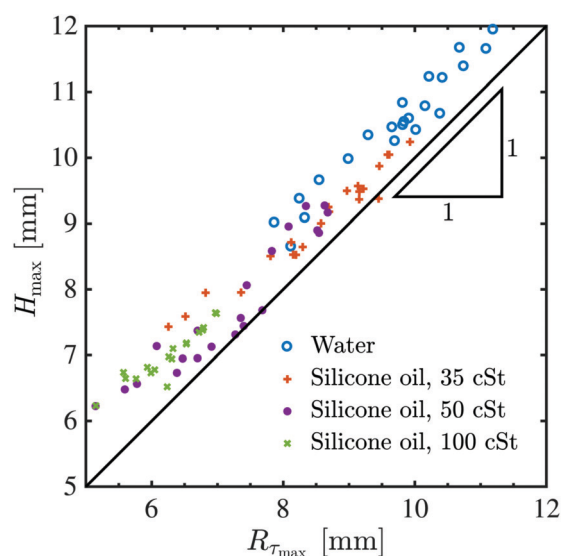 12
11
10
9
8
7
6
5
H_max [mm]
1
1
Water
Silicone oil, 35 cSt
Silicone oil, 50 cSt
Silicone oil, 100 cSt
6 8 10 12
R_τ_max [mm]